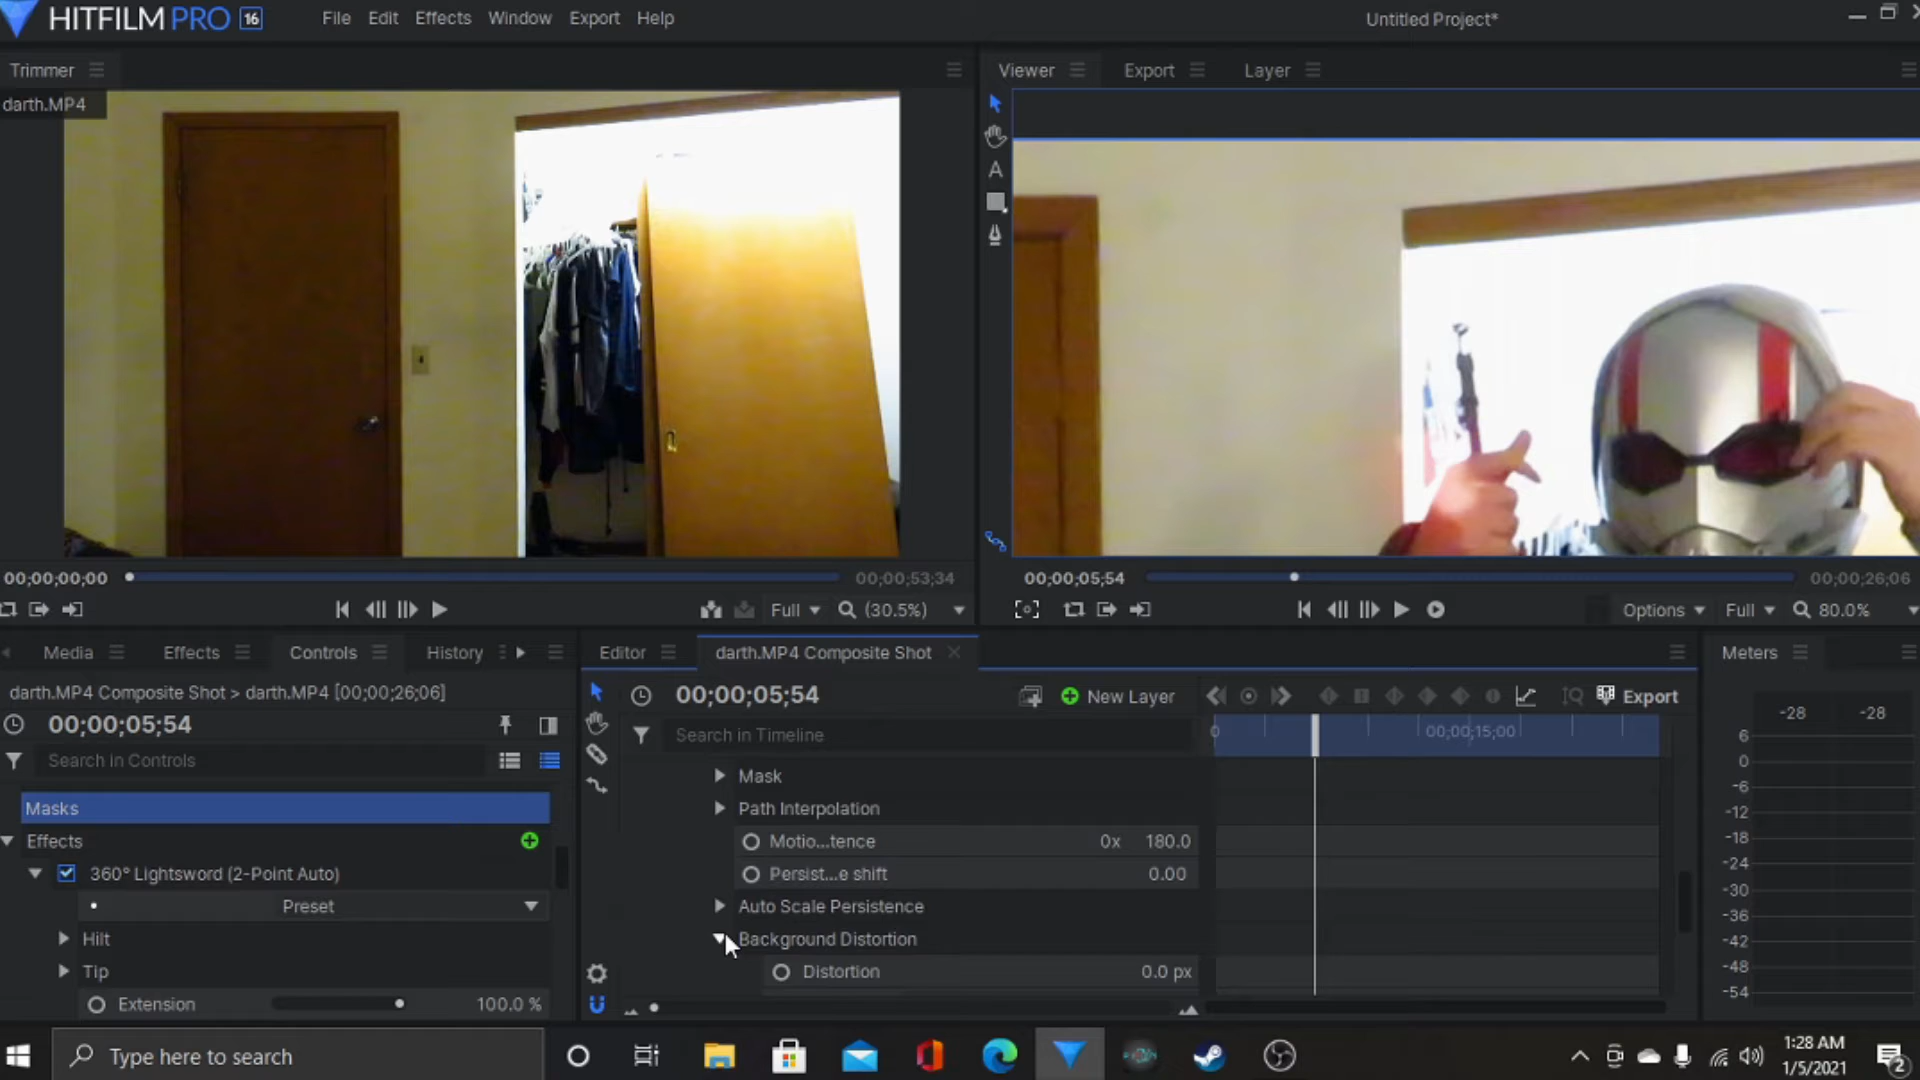 HITFILM PRO 16 File Edit Effects Window Export Help Untitled Project*
Trimmer
darth.MP4
Viewer Export Layer
00;00;00;00 00;00;53;34
Full (30.5%)
00;00;05;54 00;00;26;06
Options Full 80.0%
Media Effects Controls History
darth.MP4 Composite Shot > darth.MP4 [00;00;26;06]
00;00;05;54
Search in Controls
Masks
Effects
360° Lightsword (2-Point Auto)
Preset
Hilt
Tip
Extension 100.0 %
Editor darth.MP4 Composite Shot
00;00;05;54 New Layer Export
Search in Timeline
0 00;00;15;00
Mask
Path Interpolation
Motio...tence 0x 180.0
Persist...e shift 0.00
Auto Scale Persistence
Background Distortion
Distortion 0.0 px
Meters
-28 -28
6
0
-6
-12
-18
-24
-30
-36
-42
-48
-54
Type here to search
1:28 AM
1/5/2021
2